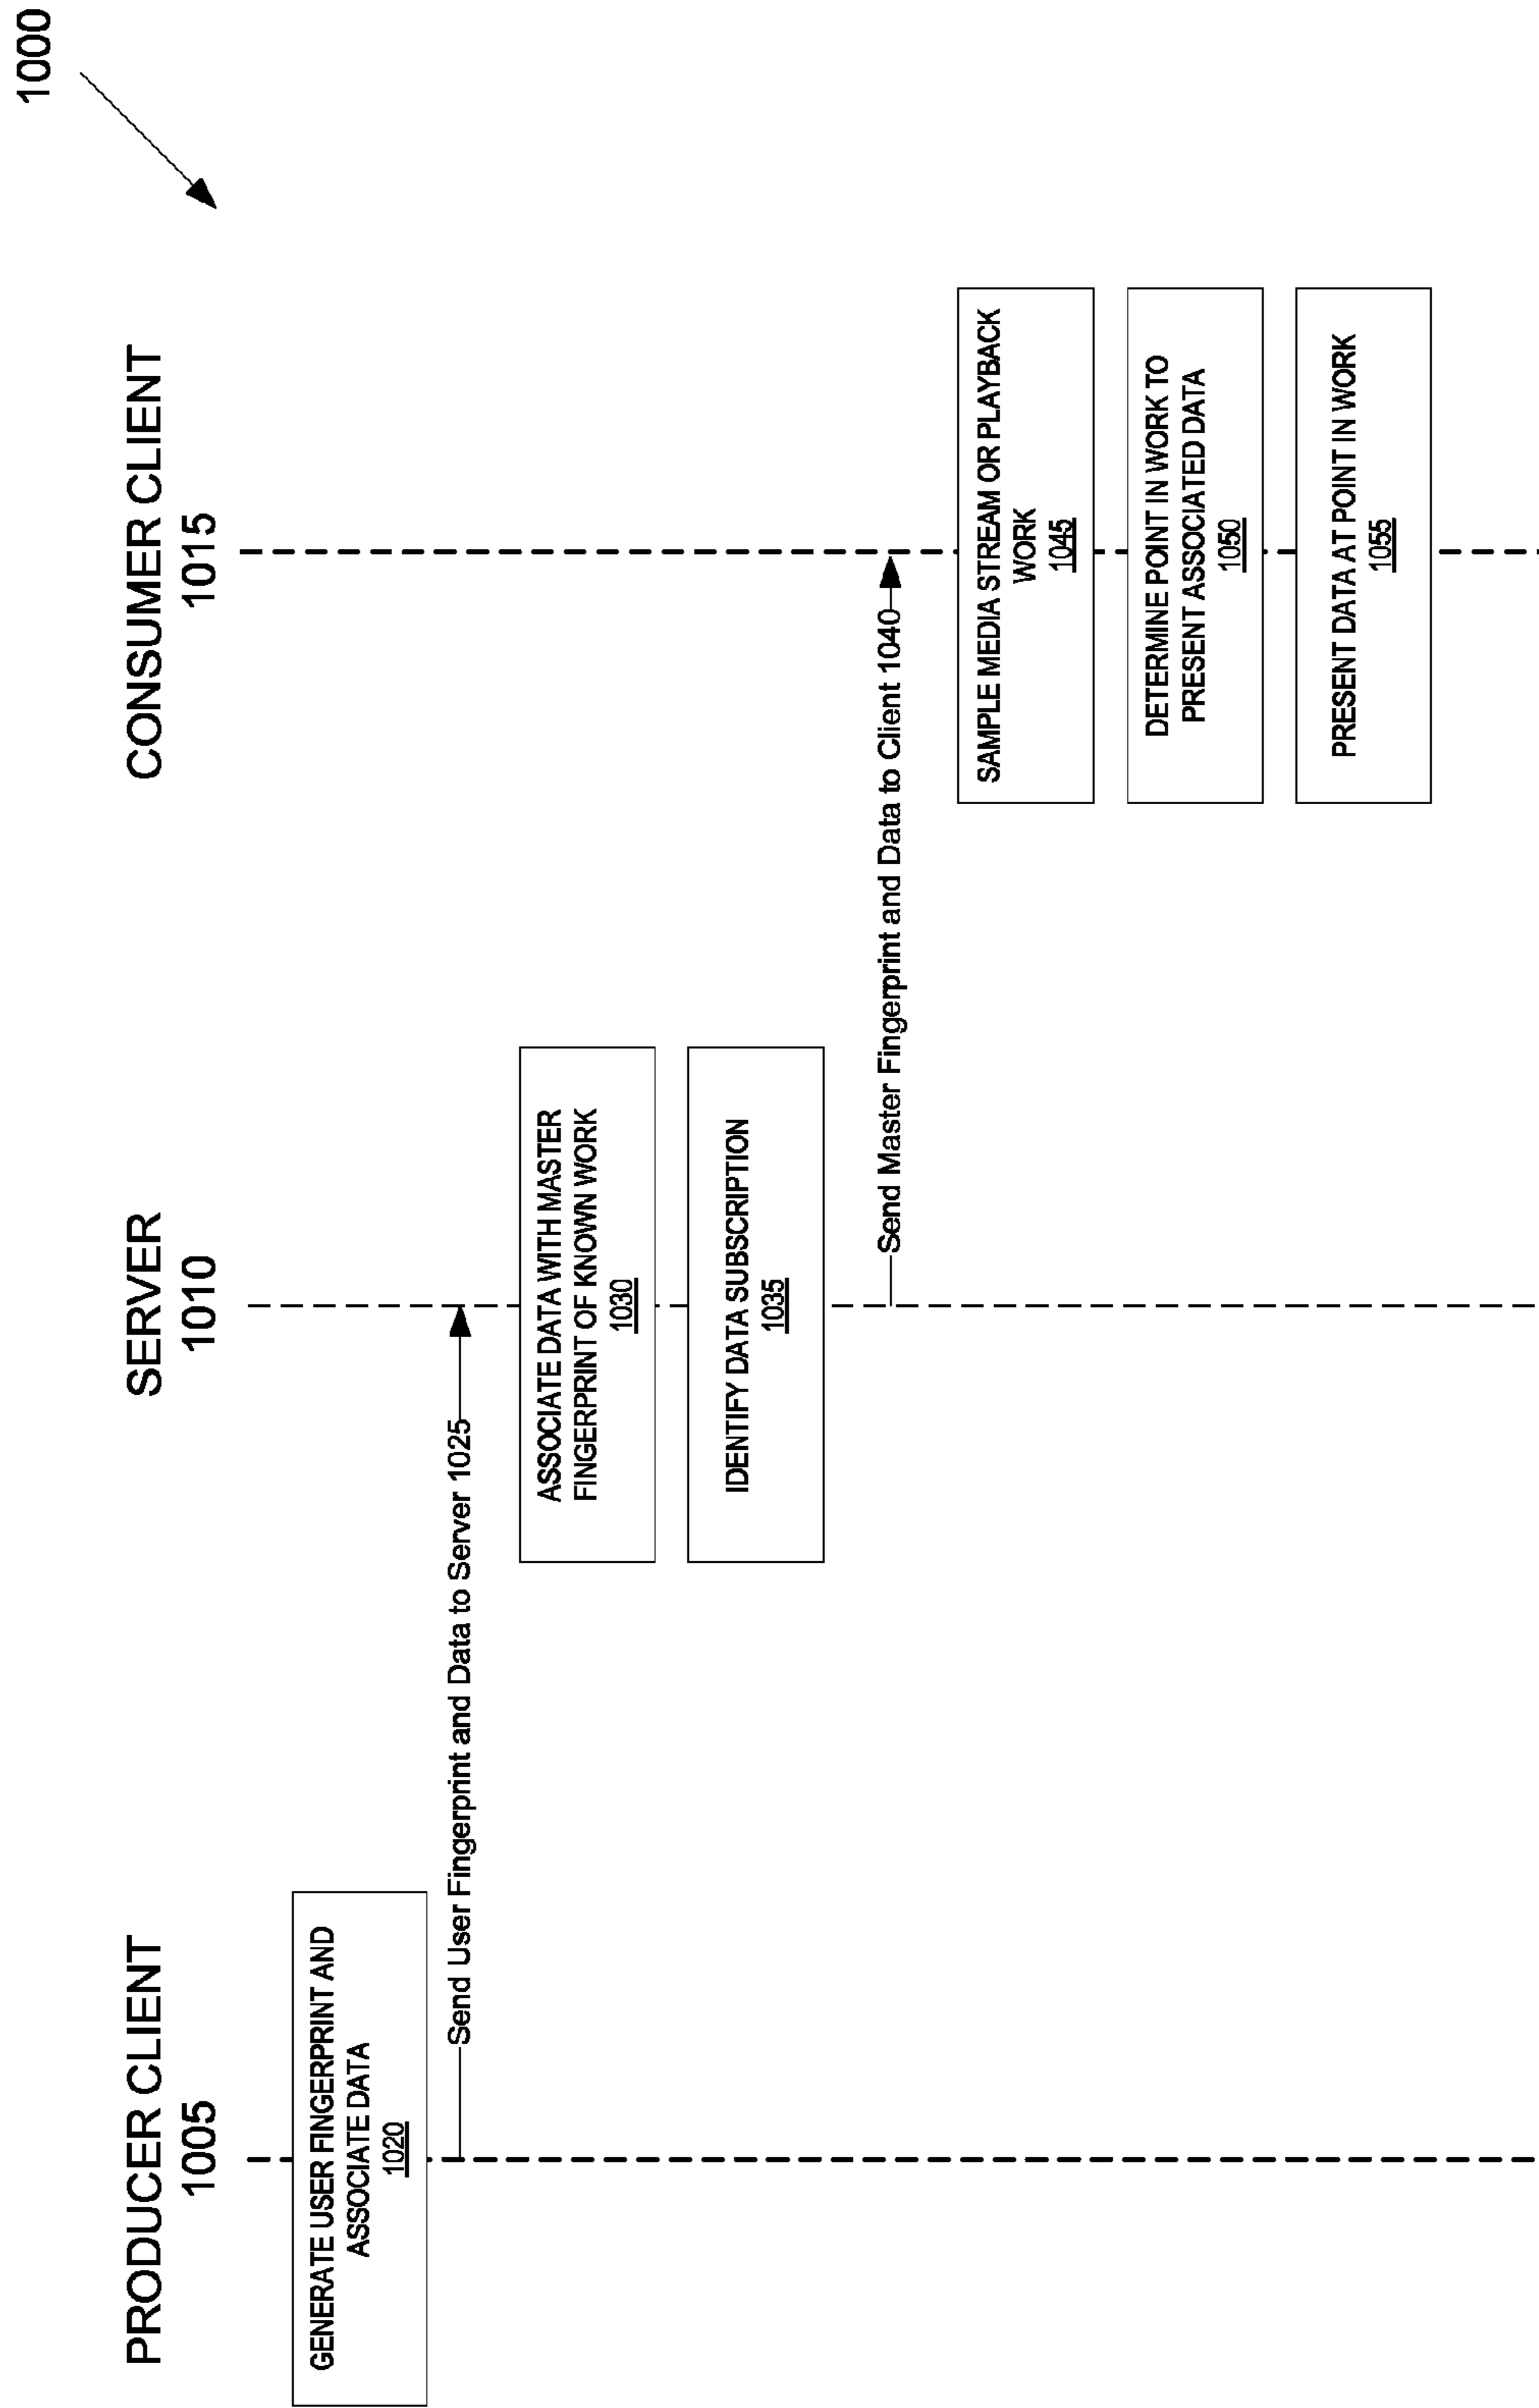 1000
PRODUCER CLIENT
1005
SERVER
1010
CONSUMER CLIENT
1015
GENERATE USER FINGERPRINT AND
ASSOCIATE DATA
1020
Send User Fingerprint and Data to Server 1025
ASSOCIATE DATA WITH MASTER
FINGERPRINT OF KNOWN WORK
1030
IDENTIFY DATA SUBSCRIPTION
1035
Send Master Fingerprint and Data to Client 1040
SAMPLE MEDIA STREAM OR PLAYBACK
WORK
1045
DETERMINE POINT IN WORK TO
PRESENT ASSOCIATED DATA
1050
PRESENT DATA AT POINT IN WORK
1055